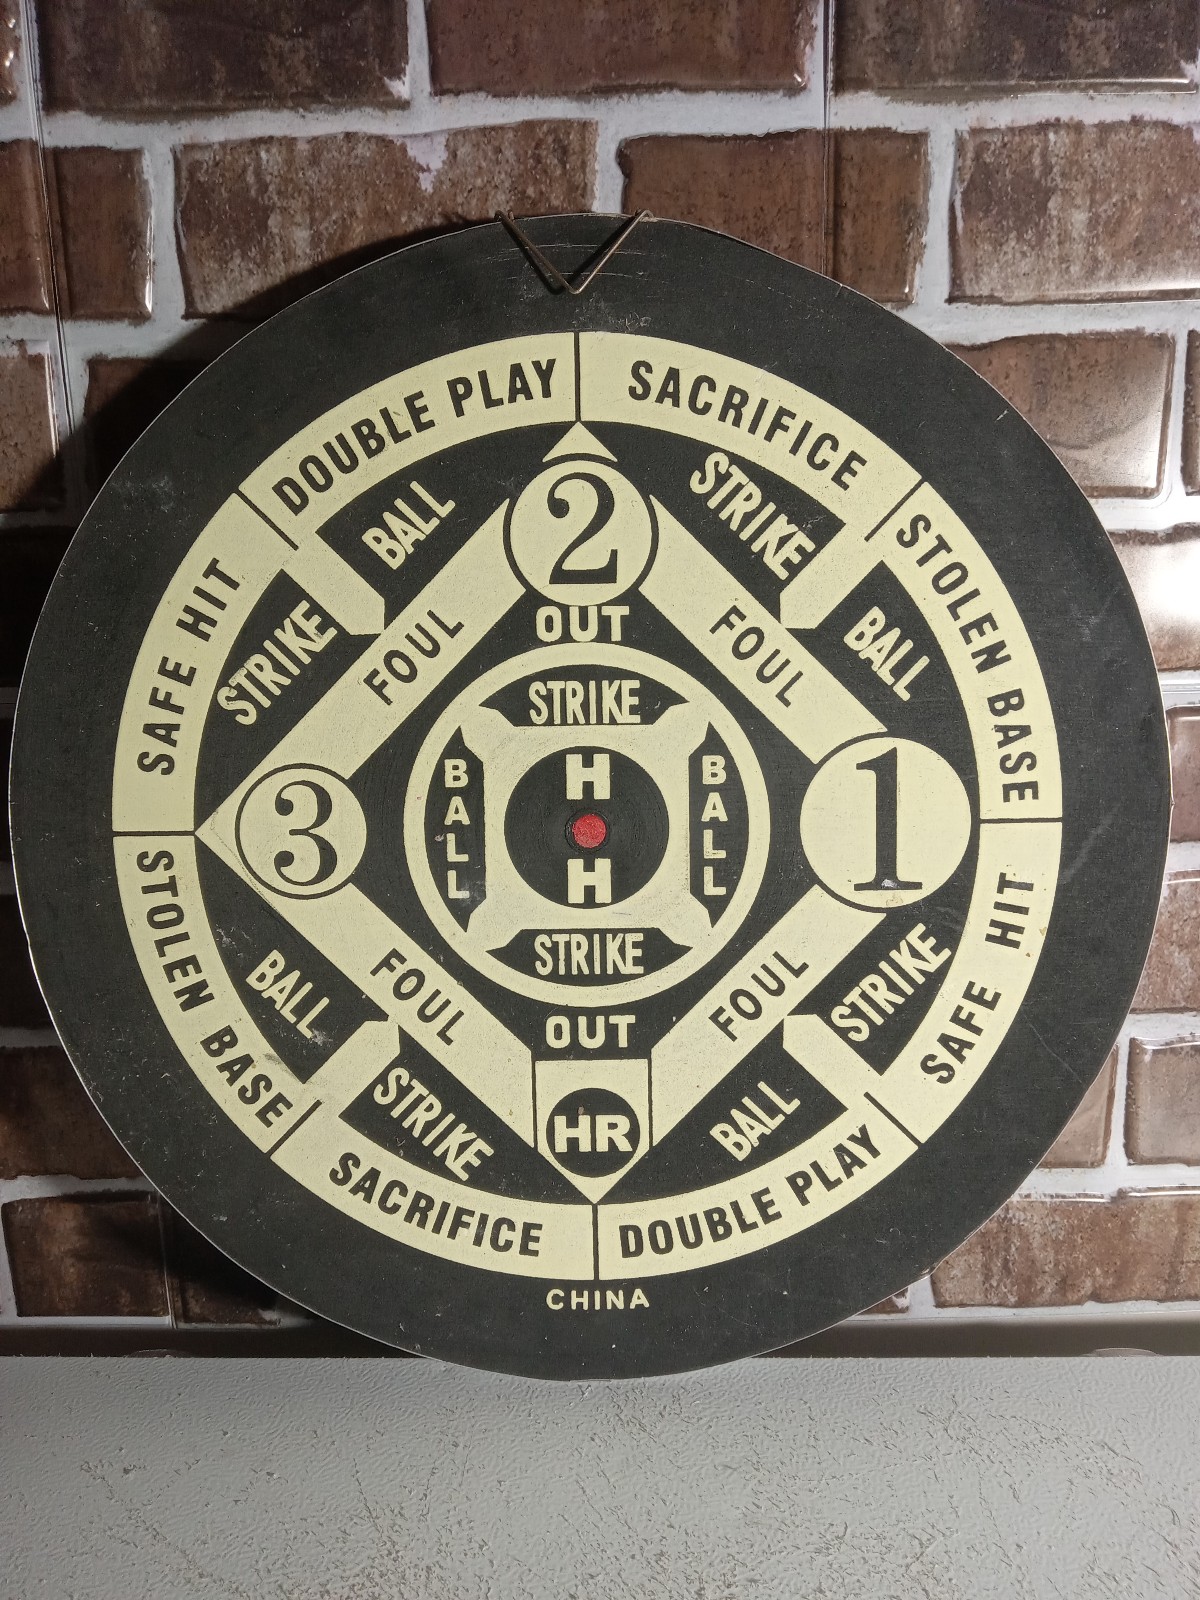 DOUBLE PLAY
SACRIFICE
STOLEN BASE
SAFE HIT
DOUBLE PLAY
SACRIFICE
STOLEN BASE
SAFE HIT
BALL
STRIKE
BALL
STRIKE
BALL
STRIKE
BALL
STRIKE
2
FOUL
FOUL
OUT
STRIKE
3
BALL
H
H
BALL
1
STRIKE
FOUL
FOUL
OUT
HR
CHINA